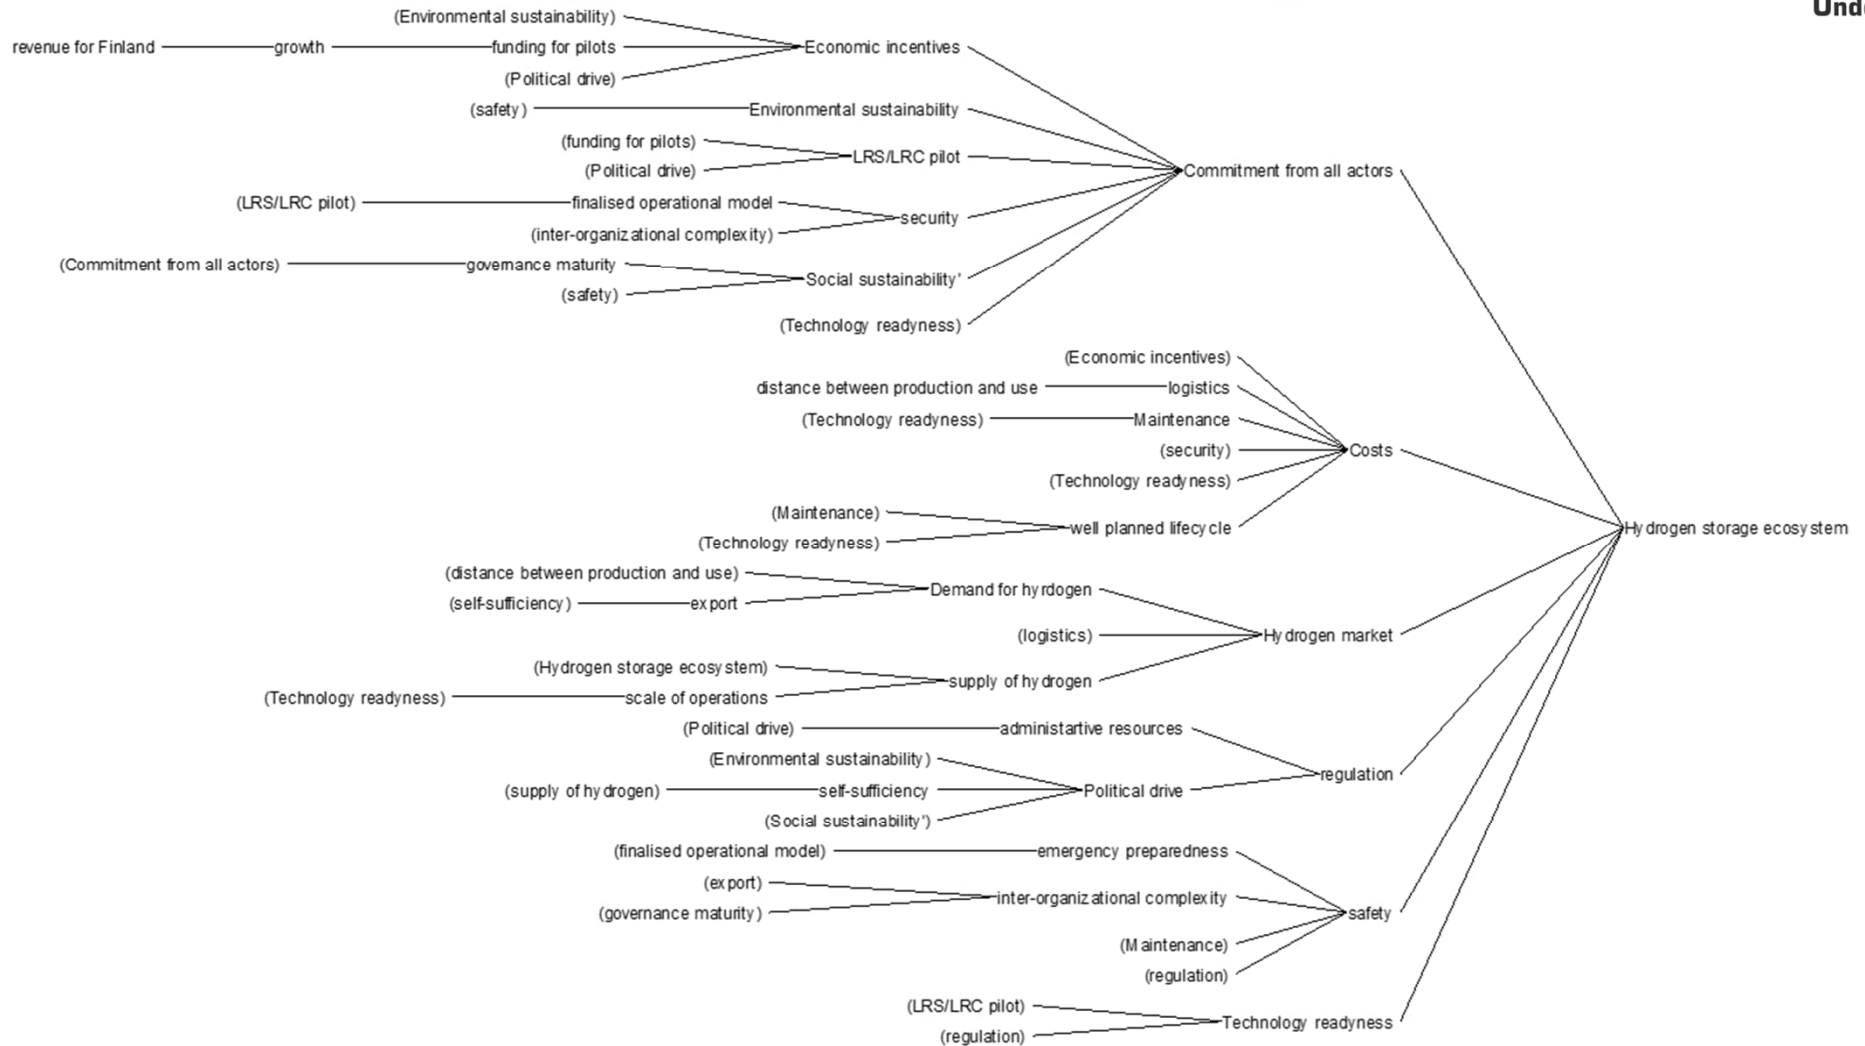 Unde
(Environmental sustainability)
revenue for Finland growth funding for pilots Economic incentives
(Political drive)
(safety) Environmental sustainability
(funding for pilots)
LRS/LRC pilot
(Political drive)
Commitment from all actors
(LRS/LRC pilot) finalised operational model
security
(inter-organizational complexity)
(Commitment from all actors) governance maturity
Social sustainability'
(safety)
(Technology readyness)
(Economic incentives)
distance between production and use logistics
(Technology readyness) Maintenance
(security) Costs
(Technology readyness)
(Maintenance)
well planned lifecycle Hydrogen storage ecosystem
(Technology readyness)
(distance between production and use)
Demand for hyrdogen
(self-sufficiency) export
(logistics) Hydrogen market
(Hydrogen storage ecosystem)
supply of hydrogen
(Technology readyness) scale of operations
(Political drive) administartive resources
(Environmental sustainability)
regulation
(supply of hydrogen) self-sufficiency Political drive
(Social sustainability')
(finalised operational model) emergency preparedness
(export)
inter-organizational complexity
(governance maturity) safety
(Maintenance)
(regulation)
(LRS/LRC pilot)
Technology readyness
(regulation)